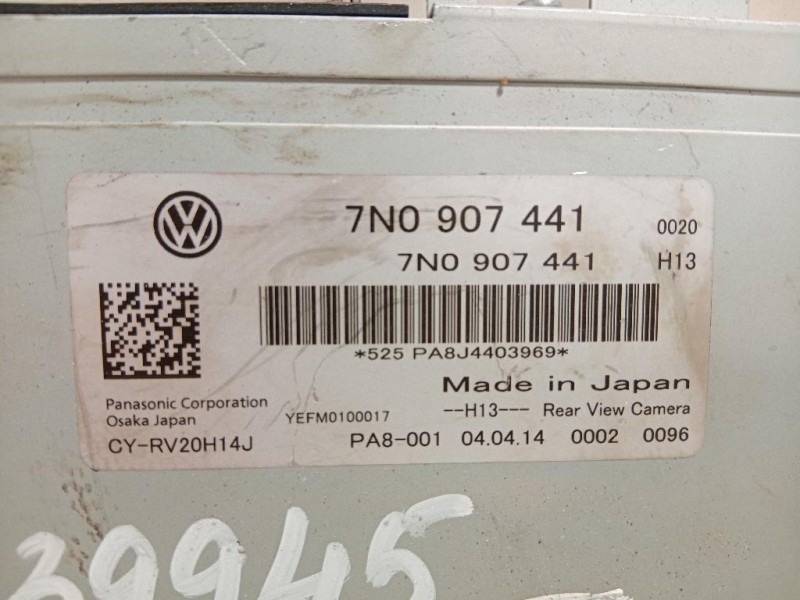 VW
7N0 907 441 0020
7N0 907 441 H13
*525 PA8J4403969*
Made in Japan
Panasonic Corporation
Osaka Japan
YEFM0100017
--H13--- Rear View Camera
CY-RV20H14J
PA8-001 04.04.14 0002 0096
39945